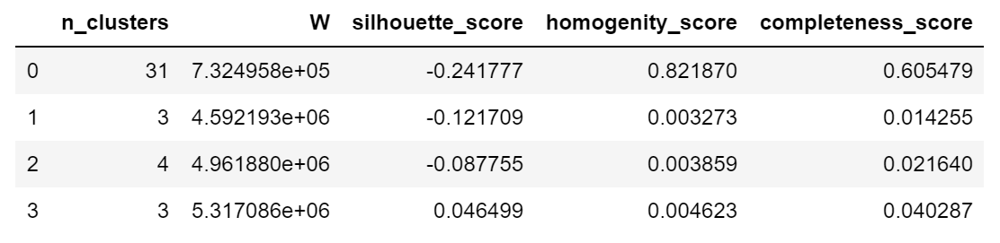 n_clusters W silhouette_score homogenity_score completeness_score
0 31 7.324958e+05 -0.241777 0.821870 0.605479
1 3 4.592193e+06 -0.121709 0.003273 0.014255
2 4 4.961880e+06 -0.087755 0.003859 0.021640
3 3 5.317086e+06 0.046499 0.004623 0.040287